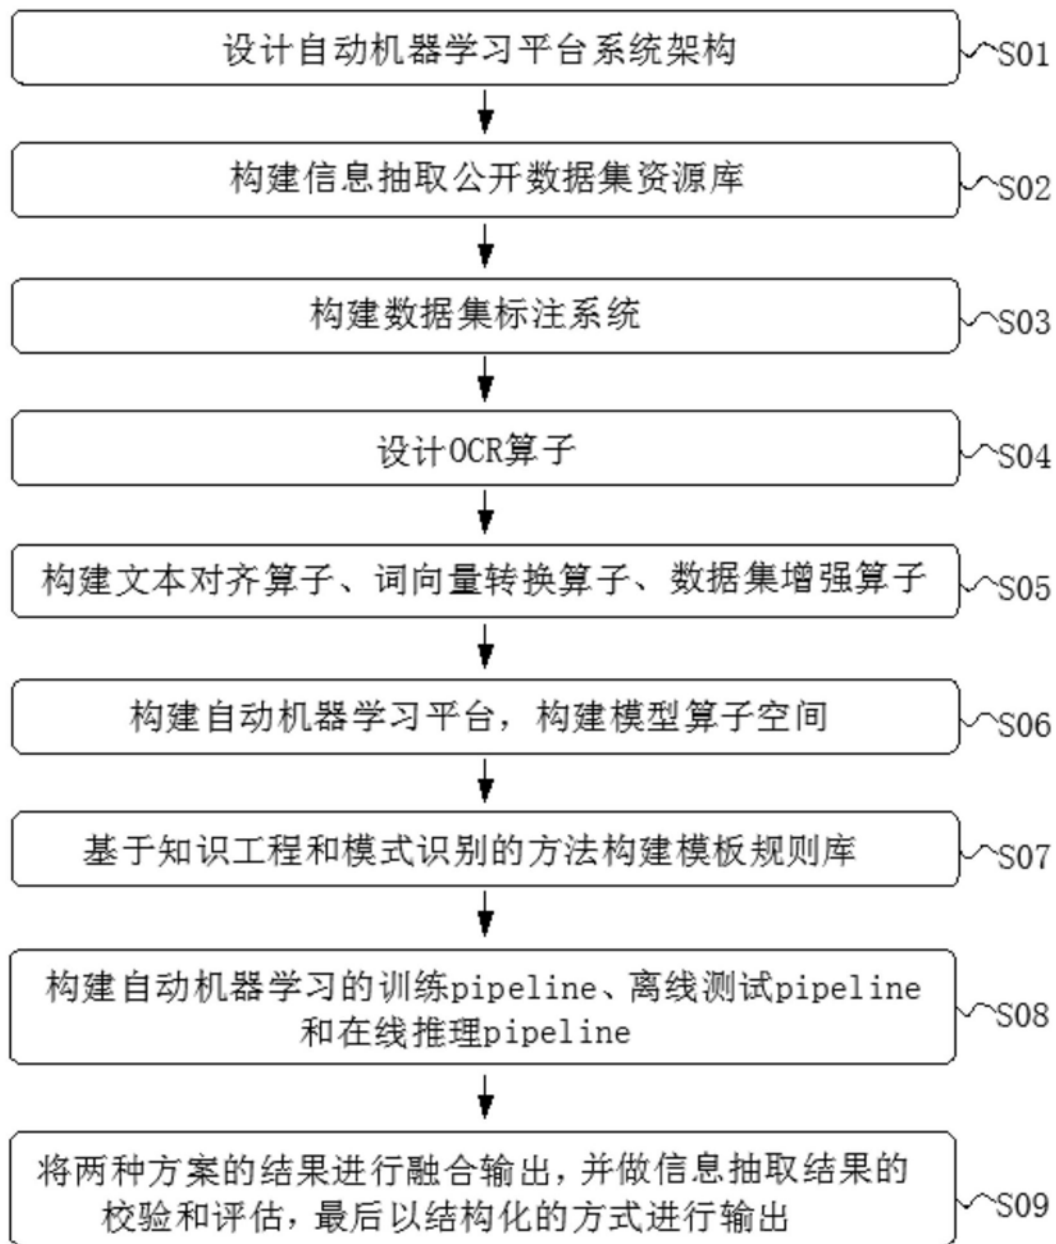 设计自动机器学习平台系统架构
S01
构建信息抽取公开数据集资源库
S02
构建数据集标注系统
S03
设计OCR算子
S04
构建文本对齐算子、词向量转换算子、数据集增强算子
S05
构建自动机器学习平台，构建模型算子空间
S06
基于知识工程和模式识别的方法构建模板规则库
S07
构建自动机器学习的训练pipeline、离线测试pipeline
和在线推理pipeline
S08
将两种方案的结果进行融合输出，并做信息抽取结果的
校验和评估，最后以结构化的方式进行输出
S09